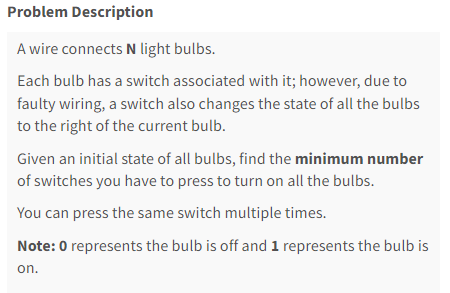 Problem Description
A wire connects N light bulbs.
Each bulb has a switch associated with it; however, due to
faulty wiring, a switch also changes the state of all the bulbs
to the right of the current bulb.
Given an initial state of all bulbs, find the minimum number
of switches you have to press to turn on all the bulbs.
You can press the same switch multiple times.
Note: 0 represents the bulb is off and 1 represents the bulb is
on.